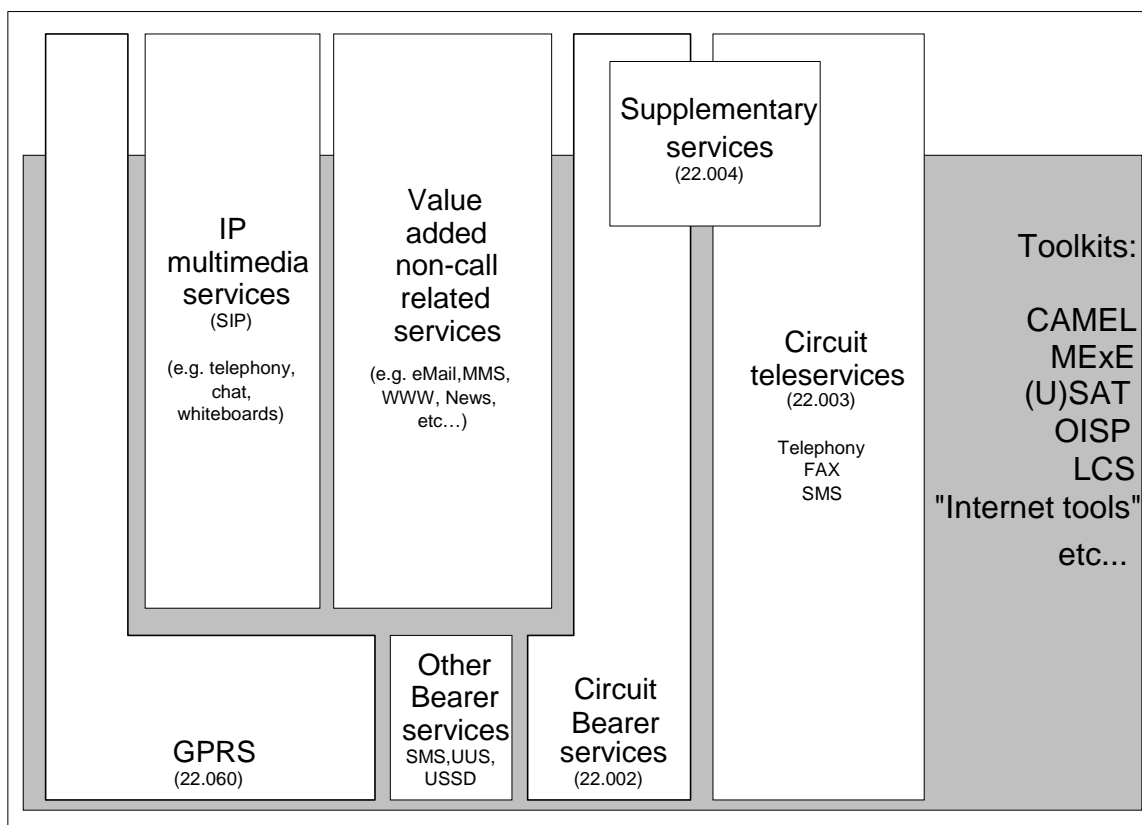 Supplementary
services
(22.004)
IP
multimedia
services
(SIP)
(e.g. telephony,
chat,
whiteboards)
Value
added
non-call
related
services
(e.g. eMail,MMS,
WWW, News,
etc…)
Circuit
teleservices
(22.003)
Telephony
FAX
SMS
Toolkits:
CAMEL
MExE
(U)SAT
OISP
LCS
"Internet tools"
etc...
GPRS
(22.060)
Other
Bearer
services
SMS,UUS,
USSD
Circuit
Bearer
services
(22.002)